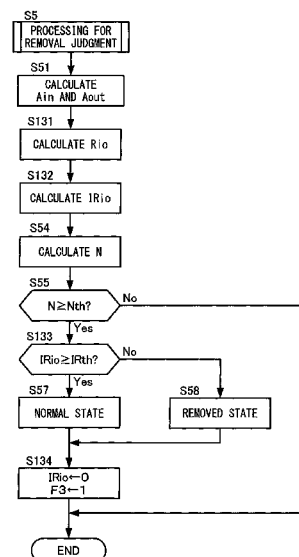 S5
PROCESSING FOR
REMOVAL JUDGMENT
S51
CALCULATE
Ain AND Aout
S131
CALCULATE Rio
S132
CALCULATE IRio
S54
CALCULATE N
S55
N≧Nth?
No
Yes
S133
IRio≧IRth?
No
Yes
S57
NORMAL STATE
S58
REMOVED STATE
S134
IRio←0
F3←1
END